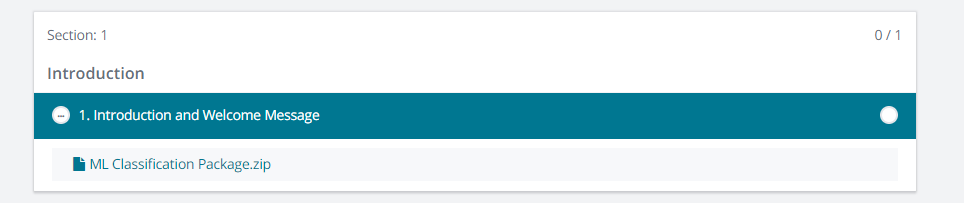 Section: 1
0 / 1
Introduction
1. Introduction and Welcome Message
ML Classification Package.zip